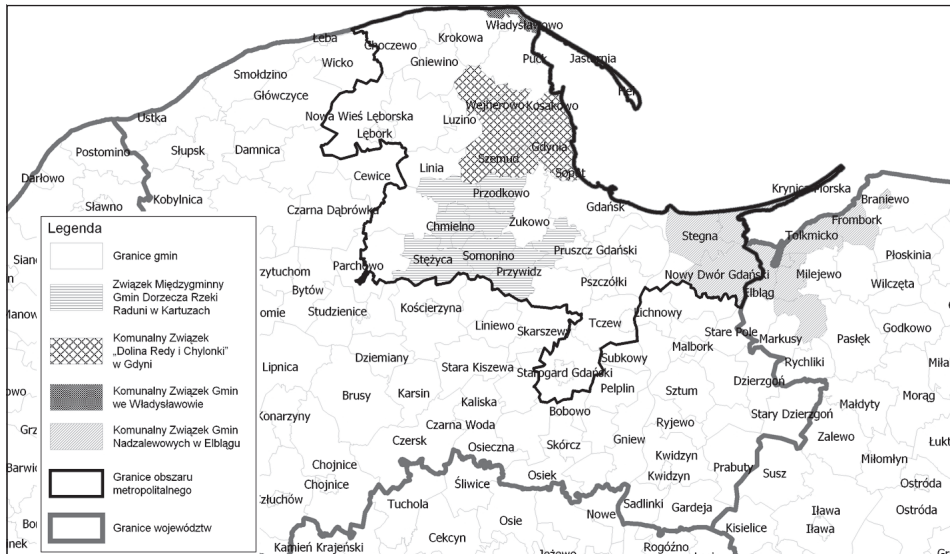 Władysławowo
Krokowa
Łeba
Choczewo
Wicko
Gniewino
Puck
Jastarnia
Smołdzino
Hel
Główczyce
Wejherowo
Kosakowo
Ustka
Nowa Wieś Lęborska
Luzino
Lębork
Postomino
Słupsk
Damnica
Gdynia
Szemud
Linia
Sopot
Darłowo
Cewice
Przodkowo
Krynica Morska
Sławno
Kobylnica
Braniewo
Czarna Dąbrówka
Gdańsk
Frombork
Chmielno
Żukowo
Stegna
Tolkmicko
Legenda
Granice gmin
Pruszcz Gdański
Płoskinia
Stężyca
Somonino
Parchowo
Przywidz
Nowy Dwór Gdański
Milejewo
Związek Międzygminny
Gmin Dorzecza Rzeki
Raduni w Kartuzach
Bytów
Pszczółki
Elbląg
Wilczęta
Studzienice
Kościerzyna
Lichnowy
Liniewo
Skarszewy
Tczew
Stare Pole
Markusy
Godkowo
Pasłęk
Komunalny Związek
„Dolina Redy i Chylonki"
w Gdyni
Malbork
Dziemiany
Subkowy
Rychliki
Lipnica
Stara Kiszewa
Starogard Gdański
Dzierzgoń
Pelplin
Sztum
Komunalny Związek Gmin
we Władysławowie
Brusy
Karsin
Kaliska
Morąg
Małdyty
Bobowo
Stary Dzierzgoń
Konarzyny
Czarna Woda
Ryjewo
Komunalny Związek Gmin
Nadzalewowych w Elblągu
Czersk
Osieczna
Skórcz
Gniew
Zalewo
Chojnice
Kwidzyn
Miłomłyn
Granice obszaru
metropolitalnego
Chojnice
Śliwice
Osiek
Kwidzyn
Prabuty
Susz
Tuchola
Sadlinki
Gardeja
Ostróda
Granice województw
Nowe
Iława
Ostróda
Osie
Kisielice
Iława
Kamień Krajeński
Cekcyn
Rogóźno